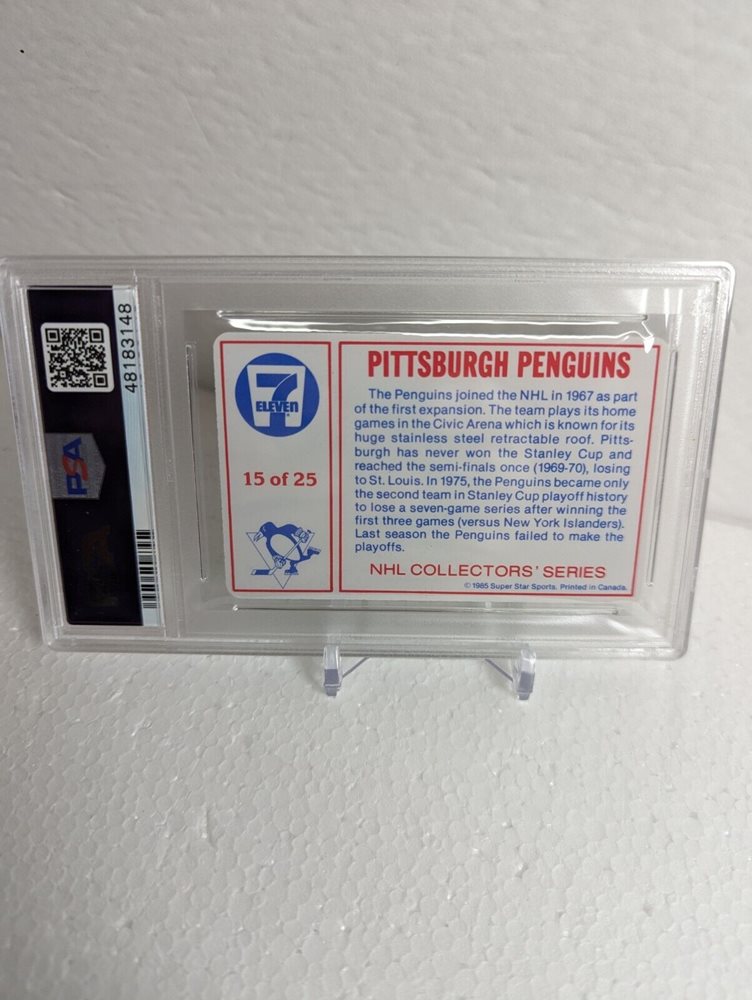 48183148
PSA
7
ELEVEN
15 of 25
PITTSBURGH PENGUINS
The Penguins joined the NHL in 1967 as part
of the first expansion. The team plays its home
games in the Civic Arena which is known for its
huge stainless steel retractable roof. Pitts-
burgh has never won the Stanley Cup and
reached the semi-finals once (1969-70), losing
to St. Louis. In 1975, the Penguins became only
the second team in Stanley Cup playoff history
to lose a seven-game series after winning the
first three games (versus New York Islanders).
Last season the Penguins failed to make the
playoffs.
NHL COLLECTORS' SERIES
© 1985 Super Star Sports. Printed in Canada.